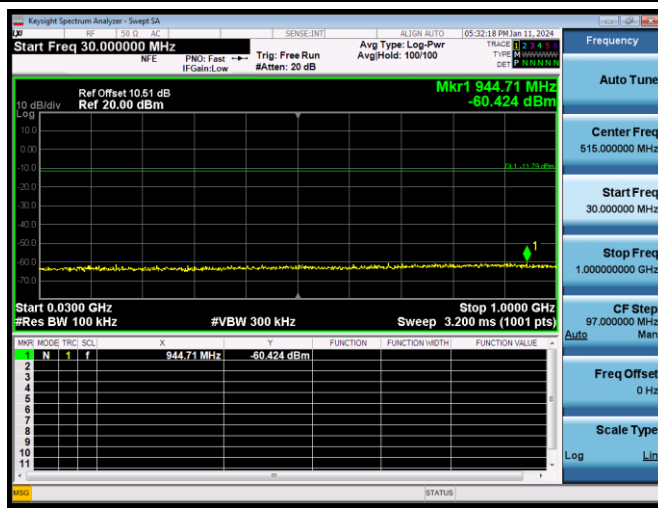 Keysight Spectrum Analyzer - Swept SA
RF 50 Ω AC SENSE:INT ALIGN AUTO 05:32:18 PM Jan 11, 2024
Start Freq 30.000000 MHz
NFE PNO: Fast Trig: Free Run Avg Type: Log-Pwr TRACE 1 2 3 4 5 6
IFGain:Low #Atten: 20 dB Avg|Hold: 100/100 TYPE MWWWWW
DET P NNNNN
Ref Offset 10.51 dB Mkr1 944.71 MHz
10 dB/div Ref 20.00 dBm -60.424 dBm
Log
10.0
0.00
-10.0
DL1 -11.79 dBm
-20.0
-30.0
-40.0
-50.0
1
-60.0
-70.0
Start 0.0300 GHz Stop 1.0000 GHz
#Res BW 100 kHz #VBW 300 kHz Sweep 3.200 ms (1001 pts)
MKR MODE TRC SCL X Y FUNCTION FUNCTION WIDTH FUNCTION VALUE
1 N 1 f 944.71 MHz -60.424 dBm
2
3
4
5
6
7
8
9
10
11
MSG STATUS
Frequency
Auto Tune
Center Freq
515.000000 MHz
Start Freq
30.000000 MHz
Stop Freq
1.000000000 GHz
CF Step
97.000000 MHz
Auto Man
Freq Offset
0 Hz
Scale Type
Log Lin